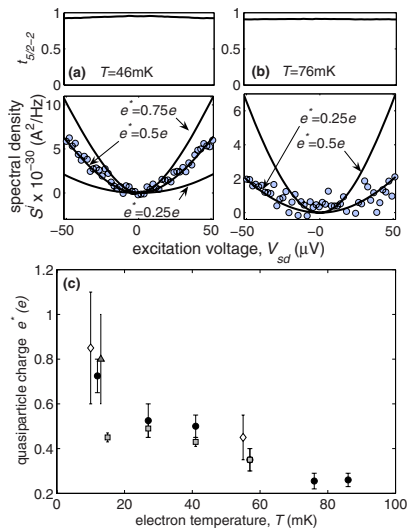 t5/2−2
1
0.5
0
(a) T=46mK
1
0.5
0
(b) T=76mK
spectral density
S^i x 10^-30 (A²/Hz)
10
5
0
e*=0.75e
e*=0.5e
e*=0.25e
6
4
2
0
e*=0.25e
e*=0.5e
−50 0 50
−50 −0 50
excitation voltage, Vsd (μV)
(c)
quasiparticle charge e* (e)
1.2
1
0.8
0.6
0.4
0.2
0 20 40 60 80 100
electron temperature, T (mK)